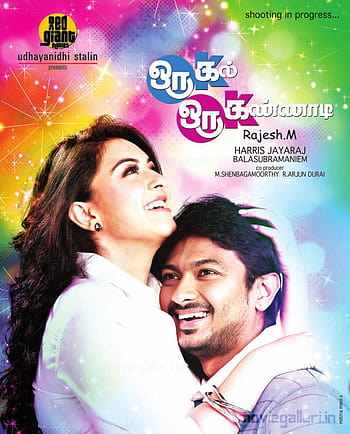 shooting in progress...
RED
GiANT
MOVIES
udhayanidhi stalin
presents
ஒரு கல்
ஒரு கண்ணாடி
Rajesh.M
HARRIS JAYARAJ
BALASUBRAMANIEM
co producer
M.SHENBAGAMOORTHY R.ARJUN DURAI
moviegalleri.in